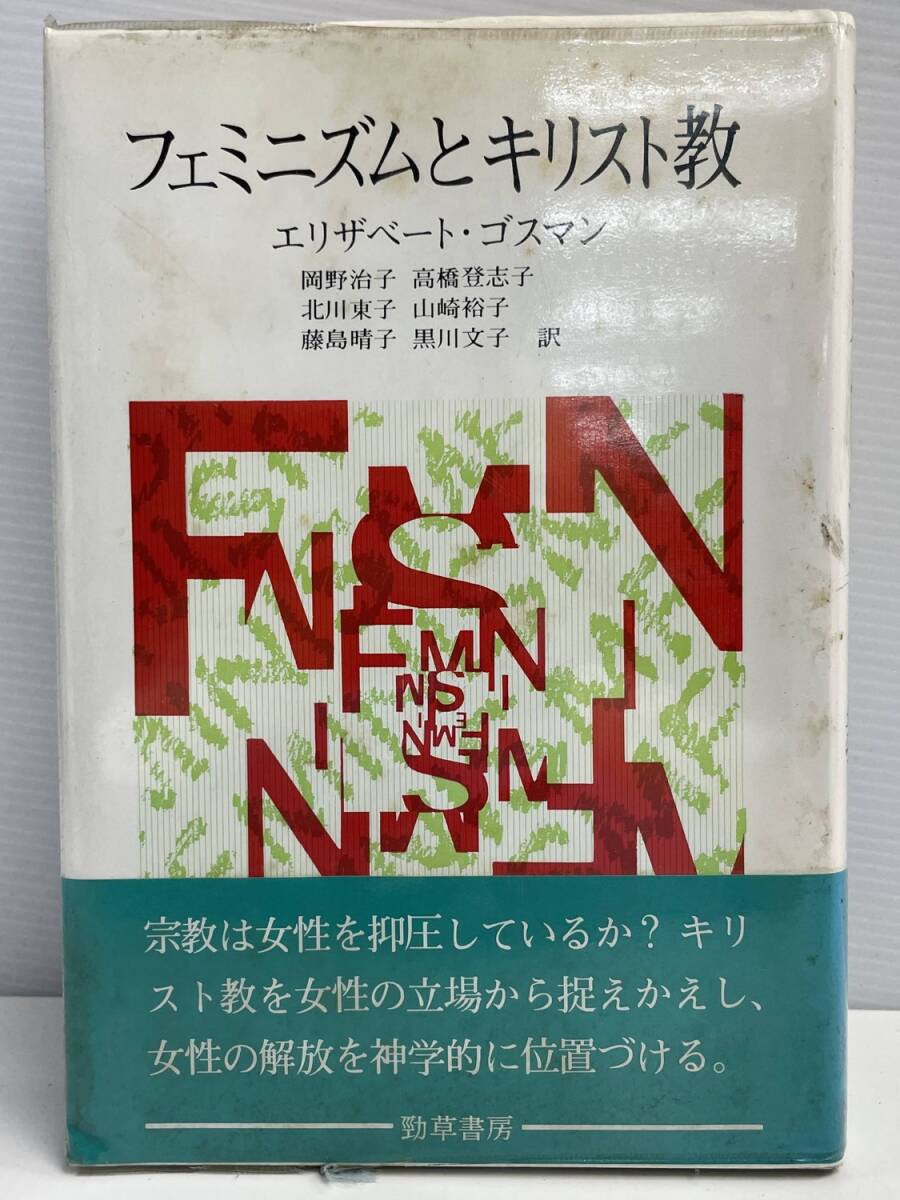 フェミニズムとキリスト教
エリザベート・ゴスマン
岡野治子 高橋登志子
北川東子 山崎裕子
藤島晴子 黒川文子 訳
宗教は女性を抑圧しているか? キリ
スト教を女性の立場から捉えかえし、
女性の解放を神学的に位置づける。
勁草書房